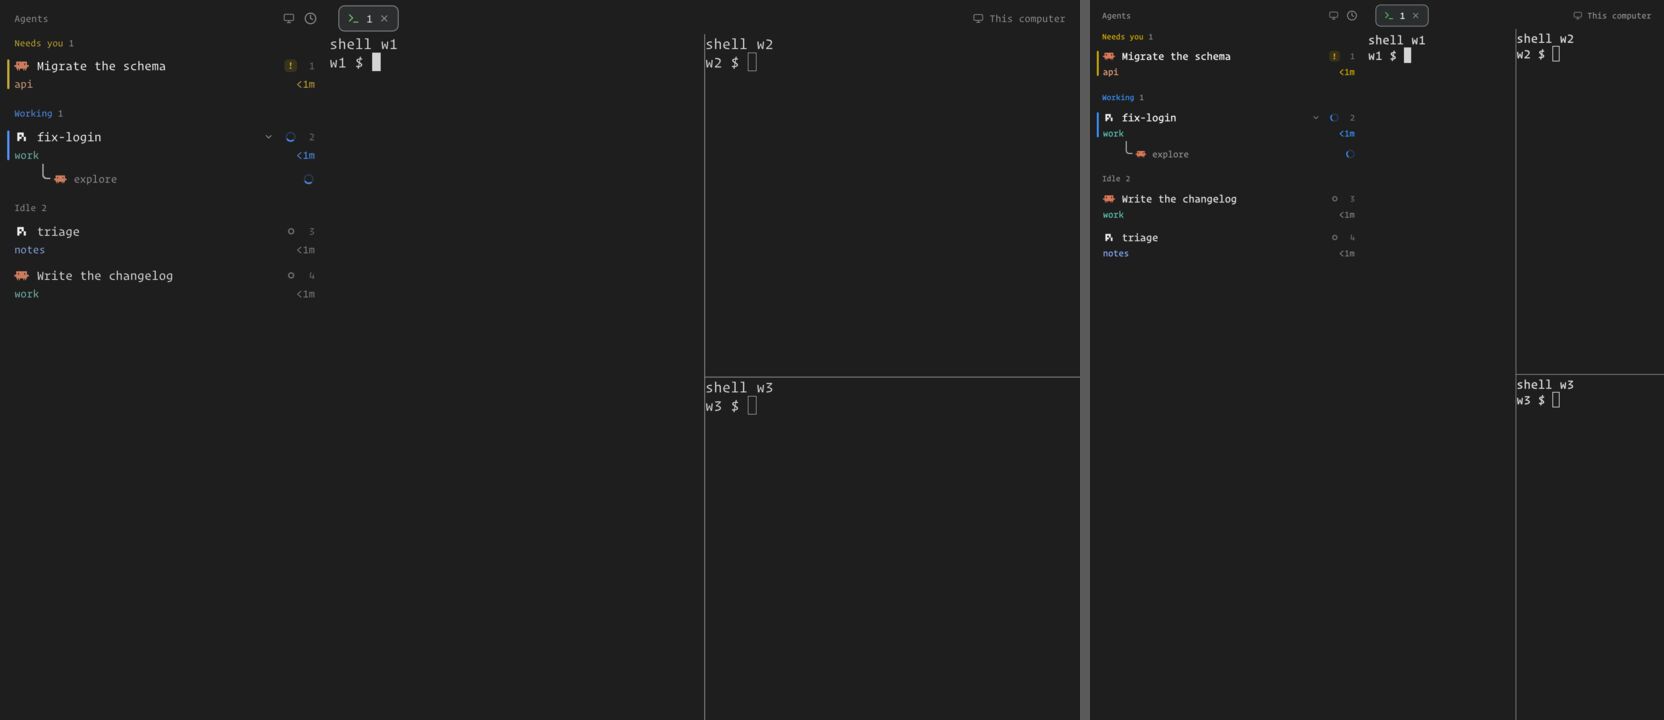 Agents
Needs you 1
Migrate the schema ! 1
api <1m
Working 1
fix-login 2
work <1m
explore
Idle 2
triage 3
notes <1m
Write the changelog 4
work <1m
>_ 1 ×
This computer
shell w1
w1 $
shell w2
w2 $
shell w3
w3 $
Agents
Needs you 1
Migrate the schema ! 1
api <1m
Working 1
fix-login 2
work <1m
explore
Idle 2
Write the changelog 3
work <1m
triage 4
notes <1m
>_ 1 ×
This computer
shell w1
w1 $
shell w2
w2 $
shell w3
w3 $